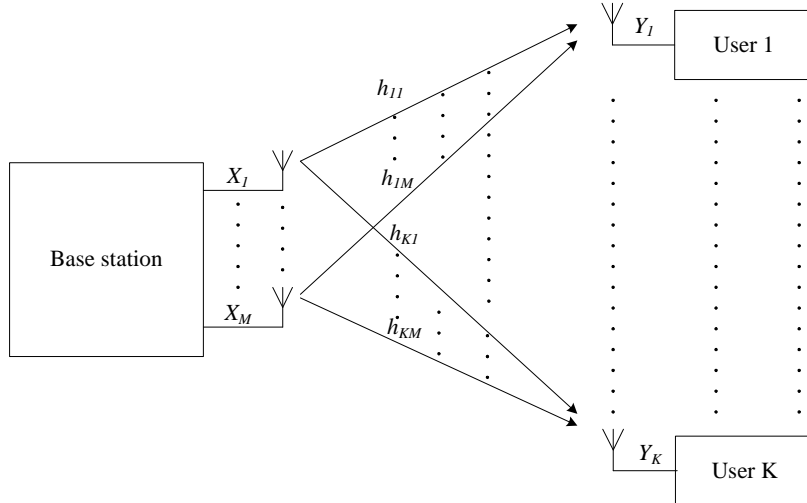 Y1
User 1
h11
X1
h1M
Base station
hK1
XM
hKM
YK
User K